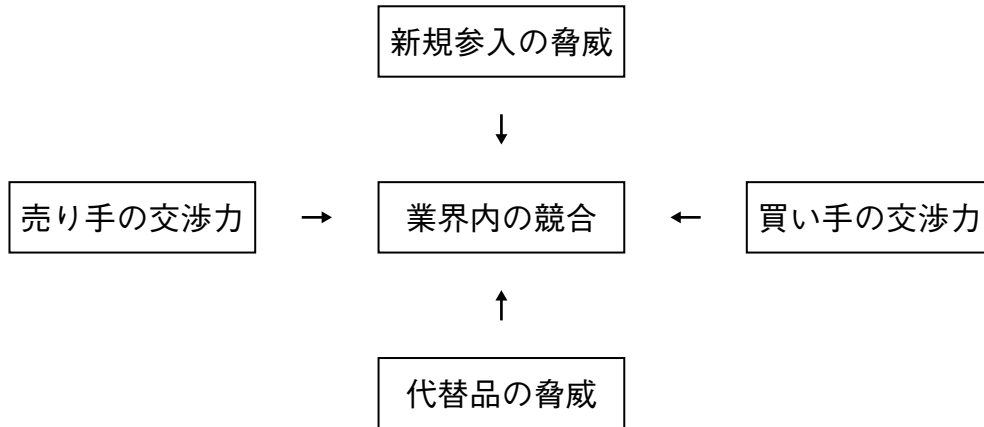 新規参入の脅威
売り手の交渉力
業界内の競合
買い手の交渉力
代替品の脅威